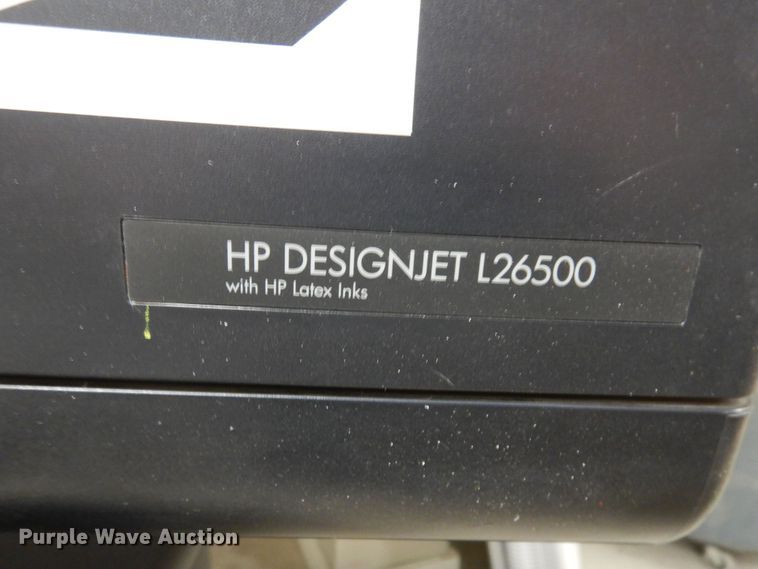 HP DESIGNJET L26500
with HP Latex Inks
Purple Wave Auction